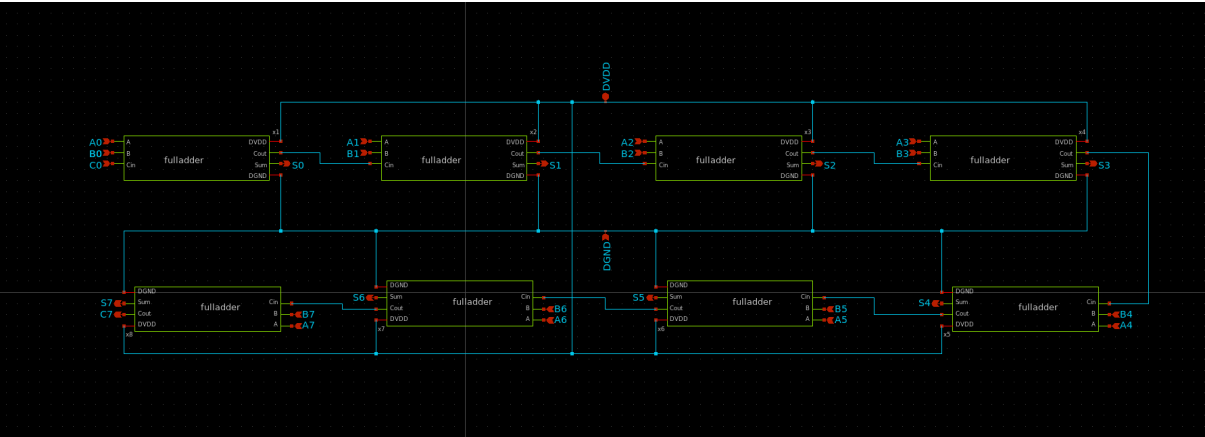 DVDD
x1 x2 x3 x4
A0 A DVDD A1 A DVDD A2 A DVDD A3 A DVDD
B0 B fulladder Cout B1 B fulladder Cout B2 B fulladder Cout B3 B fulladder Cout
C0 Cin Sum S0 Cin Sum S1 Cin Sum S2 Cin Sum S3
DGND DGND DGND DGND
DGND
DGND DGND DGND DGND
S7 Sum fulladder Cin S6 Sum fulladder Cin S5 Sum fulladder Cin S4 Sum fulladder Cin
C7 Cout B B7 Cout B B6 Cout B B5 Cout B B4
DVDD A A7 DVDD A A6 DVDD A A5 DVDD A A4
x8 x7 x6 x5